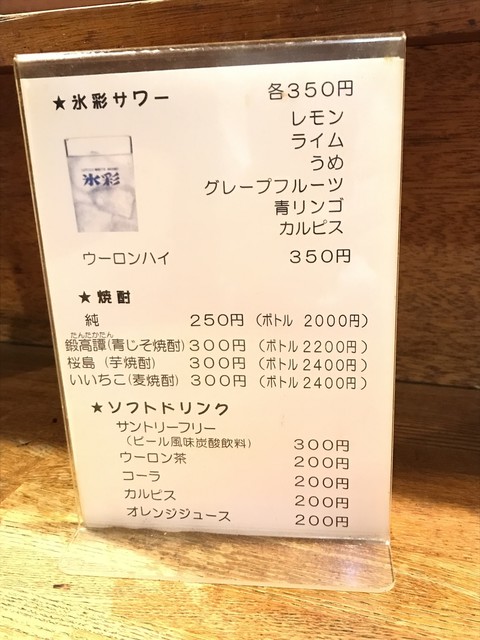 ★氷彩サワー 各350円
レモン
ライム
うめ
氷彩
グレープフルーツ
青リンゴ
カルピス
ウーロンハイ 350円
★焼酎
純 250円 (ボトル 2000円)
たんたかたん
鍛高譚(青じそ焼酎) 300円 (ボトル2200円)
桜島 (芋焼酎) 300円 (ボトル2400円)
いいちこ(麦焼酎) 300円 (ボトル2400円)
★ソフトドリンク
サントリーフリー
(ビール風味炭酸飲料) 300円
ウーロン茶 200円
コーラ 200円
カルピス 200円
オレンジジュース 200円